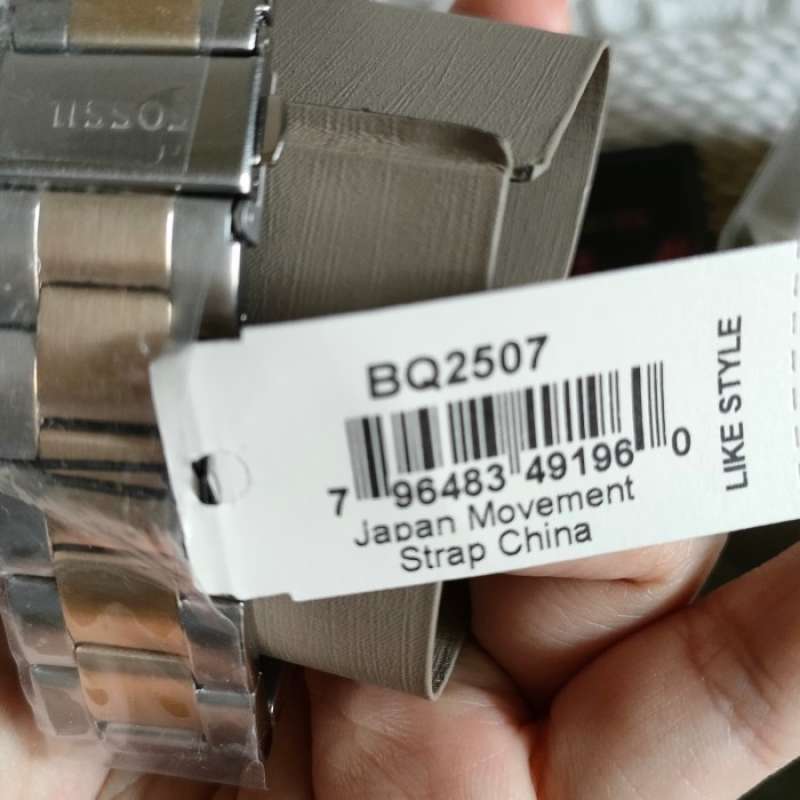 FOSSIL
BQ2507
7 96483 49196 0
Japan Movement
Strap China
LIKE STYLE